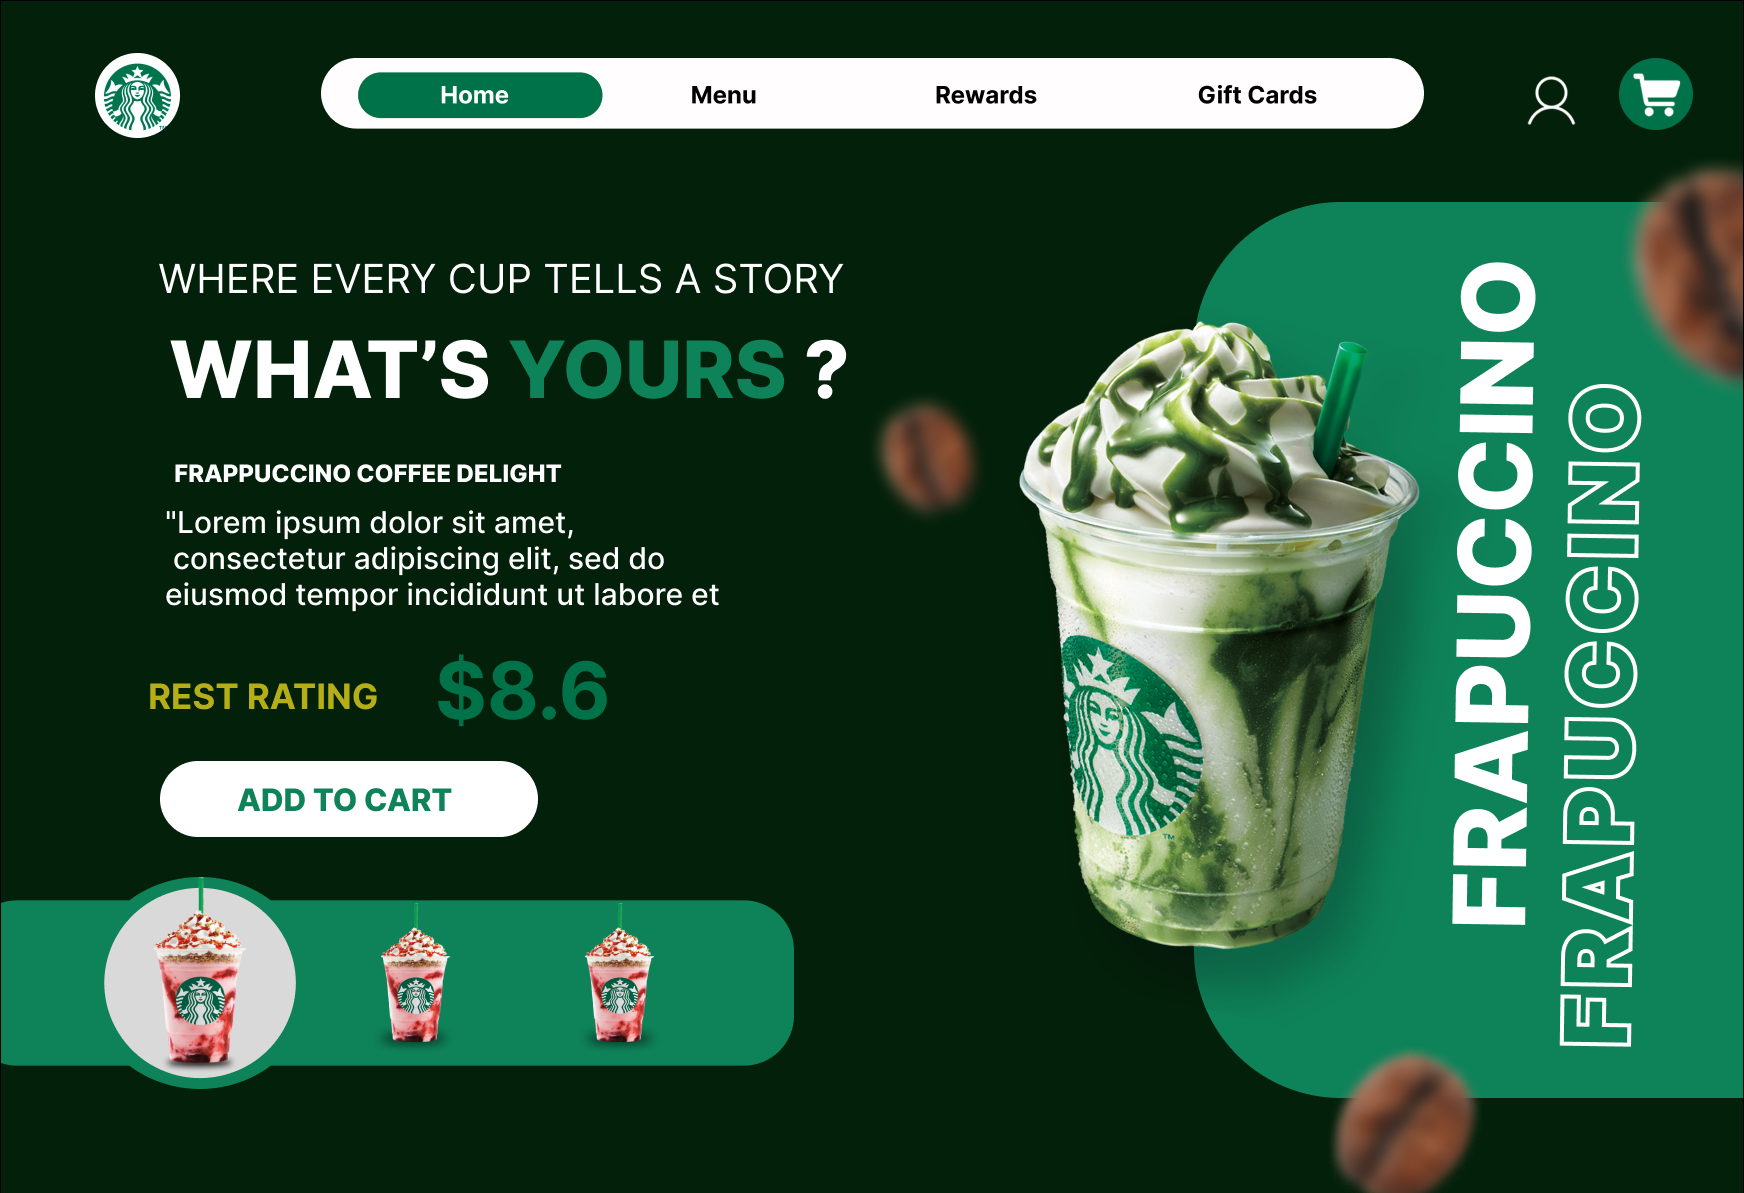 Home
Menu
Rewards
Gift Cards
WHERE EVERY CUP TELLS A STORY
WHAT’S YOURS ?
FRAPPUCCINO COFFEE DELIGHT
"Lorem ipsum dolor sit amet,
consectetur adipiscing elit, sed do
eiusmod tempor incididunt ut labore et
REST RATING
$8.6
ADD TO CART
FRAPUCCINO
FRAPUCCINO
TM